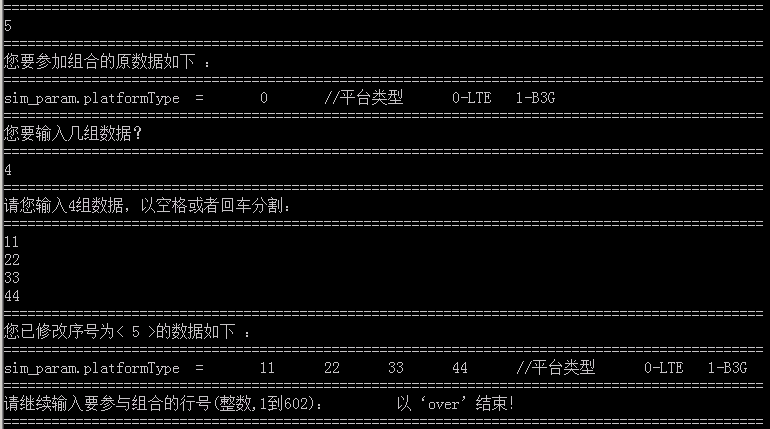 ================================================================================
5
================================================================================
您要参加组合的原数据如下 :
================================================================================
sim_param.platformType  =       0       //平台类型      0-LTE   1-B3G
================================================================================
您要输入几组数据?
================================================================================
4
================================================================================
请您输入4组数据，以空格或者回车分割:
================================================================================
11
22
33
44
================================================================================
您已修改序号为< 5 >的数据如下 :
================================================================================
sim_param.platformType  =       11      22      33      44      //平台类型      0-LTE   1-B3G
================================================================================
请继续输入要参与组合的行号(整数,1到602):         以‘over’结束!
================================================================================